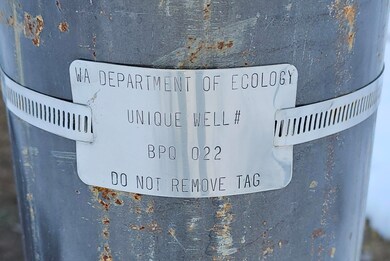 WA DEPARTMENT OF ECOLOGY
UNIQUE WELL#
BPQ 022
DO NOT REMOVE TAG